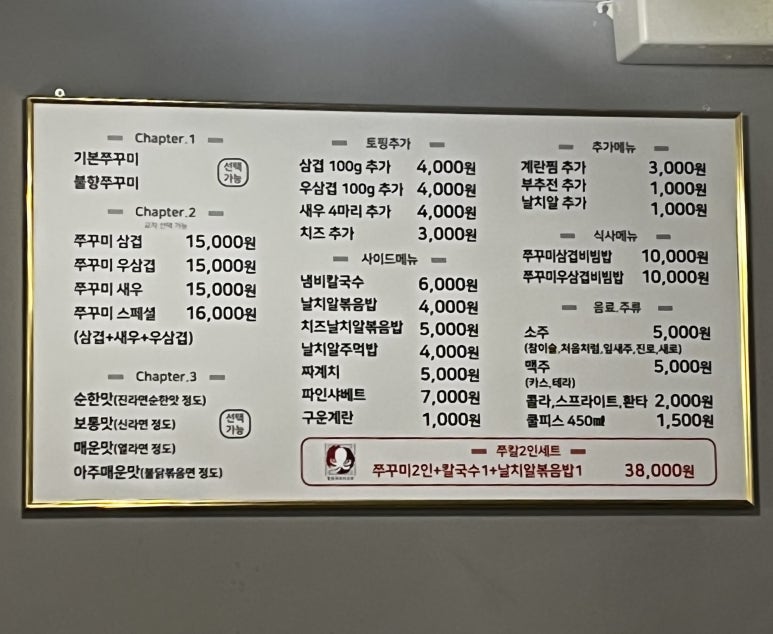 Chapter.1
기본쭈꾸미
불향쭈꾸미
선택
가능
Chapter.2
교차 선택 가능
쭈꾸미 삼겹 15,000원
쭈꾸미 우삼겹 15,000원
쭈꾸미 새우 15,000원
쭈꾸미 스페셜 16,000원
(삼겹+새우+우삼겹)
Chapter.3
순한맛(진라면순한맛 정도)
보통맛(신라면 정도)
매운맛(열라면 정도)
아주매운맛(불닭볶음면 정도)
선택
가능
토핑추가
삼겹 100g 추가 4,000원
우삼겹 100g 추가 4,000원
새우 4마리 추가 4,000원
치즈 추가 3,000원
사이드메뉴
냄비칼국수 6,000원
날치알볶음밥 4,000원
치즈날치알볶음밥 5,000원
날치알주먹밥 4,000원
짜계치 5,000원
파인샤베트 7,000원
구운계란 1,000원
추가메뉴
계란찜 추가 3,000원
부추전 추가 1,000원
날치알 추가 1,000원
식사메뉴
쭈꾸미삼겹비빔밥 10,000원
쭈꾸미우삼겹비빔밥 10,000원
음료.주류
소주 5,000원
(참이슬,처음처럼,잎새주,진로,새로)
맥주 5,000원
(카스,테라)
콜라,스프라이트,환타 2,000원
쿨피스 450㎖ 1,500원
쭈칼2인세트
쭈꾸미2인+칼국수1+날치알볶음밥1 38,000원